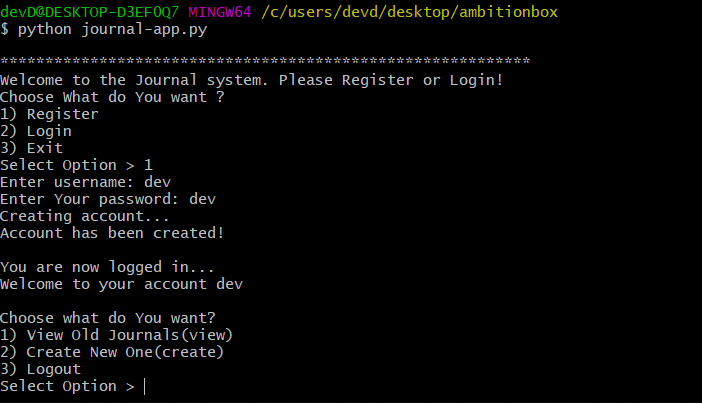 devD@DESKTOP-D3EFOQ7 MINGW64 /c/users/devd/desktop/ambitionbox
$ python journal-app.py
***********************************************************
Welcome to the Journal system. Please Register or Login!
Choose What do You want ?
1) Register
2) Login
3) Exit
Select Option > 1
Enter username: dev
Enter Your password: dev
Creating account...
Account has been created!
You are now logged in...
Welcome to your account dev
Choose what do You want?
1) View Old Journals(view)
2) Create New One(create)
3) Logout
Select Option >